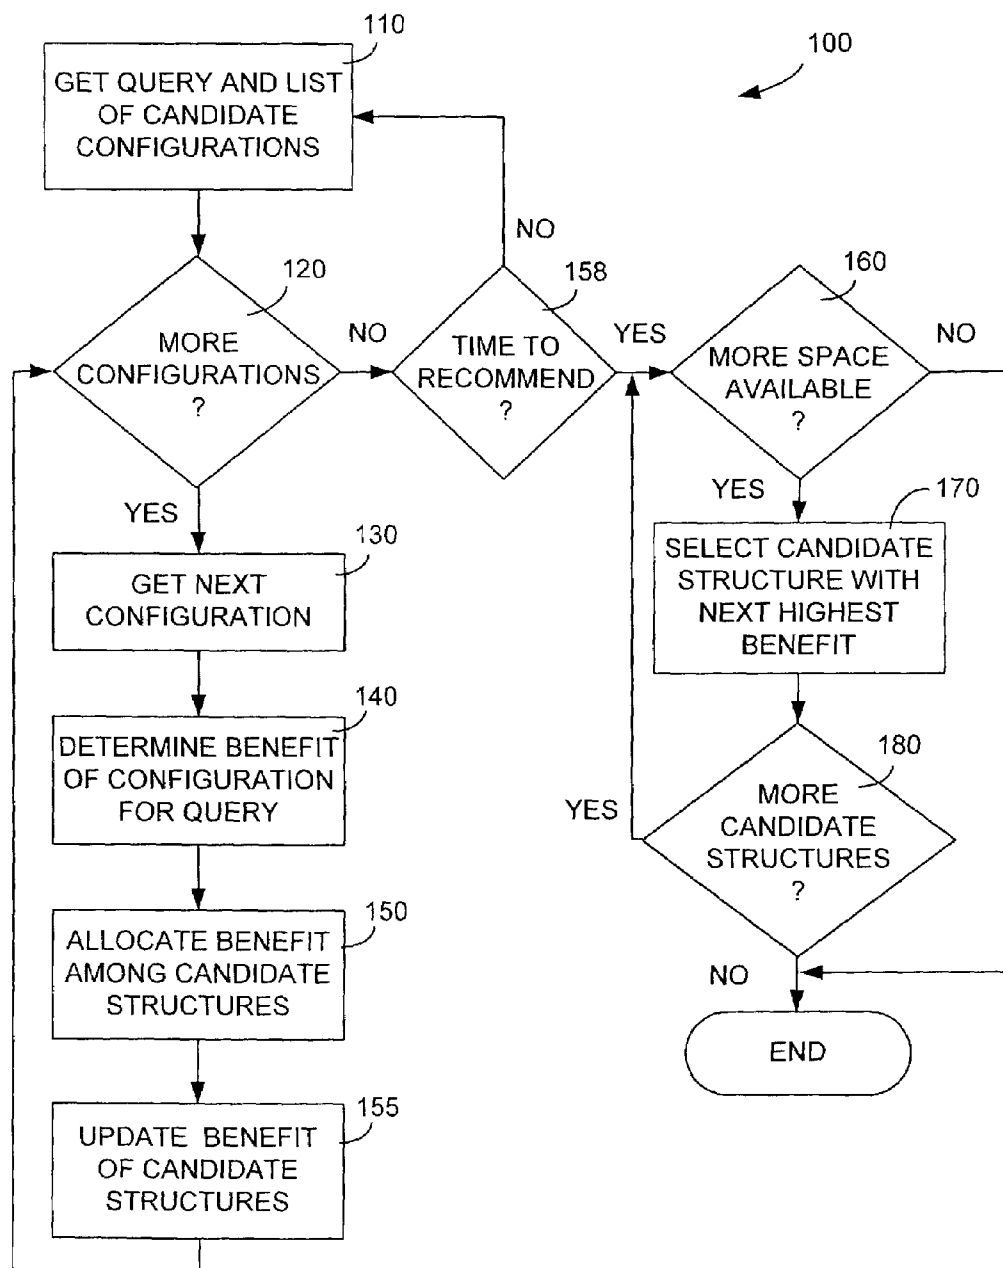 110
100
GET QUERY AND LIST
OF CANDIDATE
CONFIGURATIONS
NO
120
158
160
MORE
CONFIGURATIONS
?
NO
TIME TO
RECOMMEND
?
YES
MORE SPACE
AVAILABLE
?
NO
YES
YES
130
170
GET NEXT
CONFIGURATION
SELECT CANDIDATE
STRUCTURE WITH
NEXT HIGHEST
BENEFIT
140
DETERMINE BENEFIT
OF CONFIGURATION
FOR QUERY
180
YES
MORE
CANDIDATE
STRUCTURES
?
150
ALLOCATE BENEFIT
AMONG CANDIDATE
STRUCTURES
NO
END
155
UPDATE BENEFIT
OF CANDIDATE
STRUCTURES